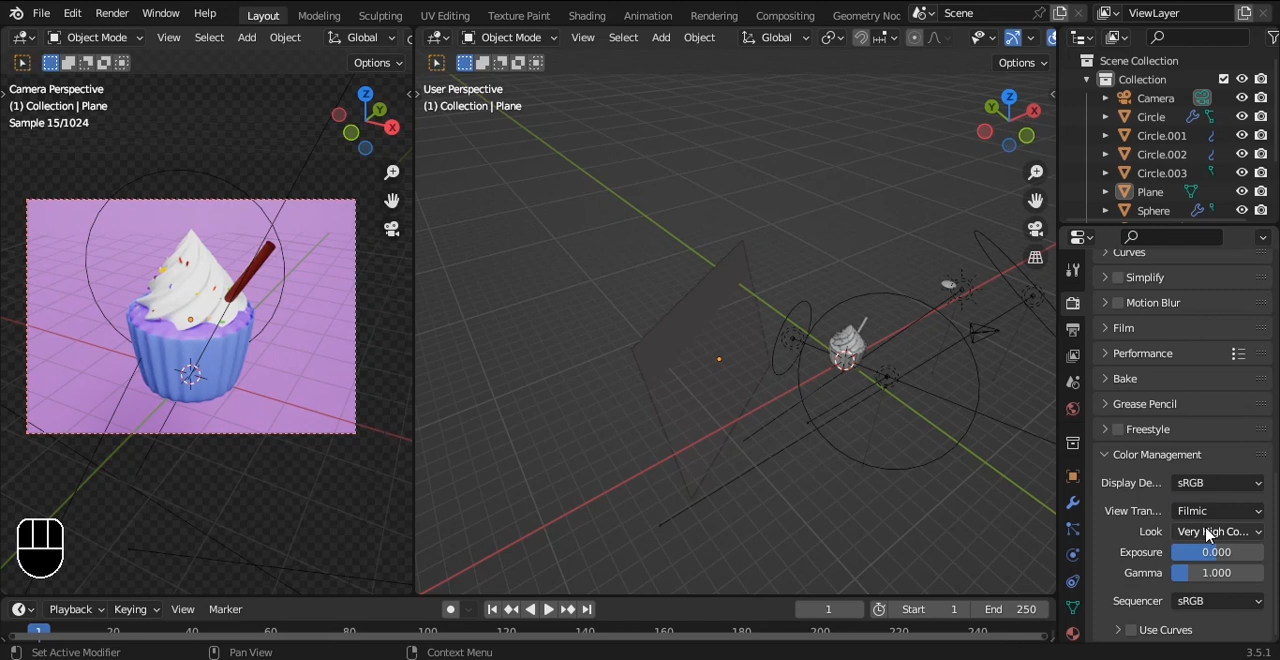 File Edit Render Window Help Layout Modeling Sculpting UV Editing Texture Paint Shading Animation Rendering Compositing Geometry Noc Scene ViewLayer
Object Mode View Select Add Object Global Object Mode View Select Add Object Global
Options Options
Camera Perspective
(1) Collection | Plane
Sample 15/1024
Z
Y
X
User Perspective
(1) Collection | Plane
Z
Y
X
Scene Collection
Collection
Camera
Circle
Circle.001
Circle.002
Circle.003
Plane
Sphere
Curves
Simplify
Motion Blur
Film
Performance
Bake
Grease Pencil
Freestyle
Color Management
Display De... sRGB
View Tran... Filmic
Look Very High Co...
Exposure 0.000
Gamma 1.000
Sequencer sRGB
Use Curves
Playback Keying View Marker 1 Start 1 End 250
1 20 40 60 80 100 120 140 160 180 200 220 240
Set Active Modifier Pan View Context Menu 3.5.1